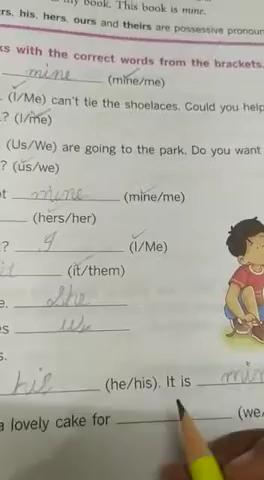 my book. This book is mine.
rs, his, hers, ours and theirs are possessive pronoun
ks with the correct words from the brackets.
mine (mine/me)
(I/Me) can't tie the shoelaces. Could you help
? (I/me)
(Us/We) are going to the park. Do you want
? (us/we)
t mine (mine/me)
(hers/her)
? I (I/Me)
it (it/them)
e. She
s us
s.
his (he/his). It is min
a lovely cake for (we